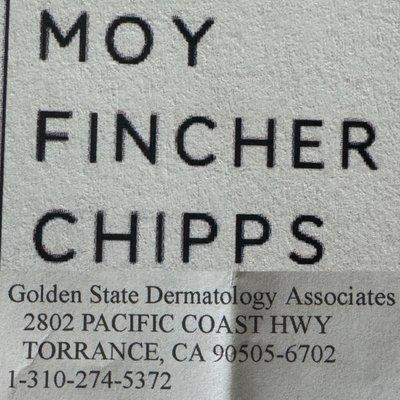 MOY
FINCHER
CHIPPS
Golden State Dermatology Associates
2802 PACIFIC COAST HWY
TORRANCE, CA 90505-6702
1-310-274-5372